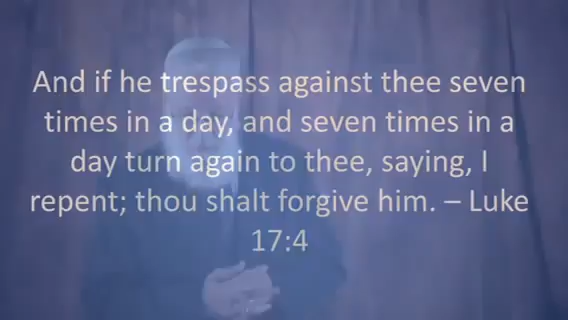 And if he trespass against thee seven
times in a day, and seven times in a
day turn again to thee, saying, I
repent; thou shalt forgive him. – Luke
17:4